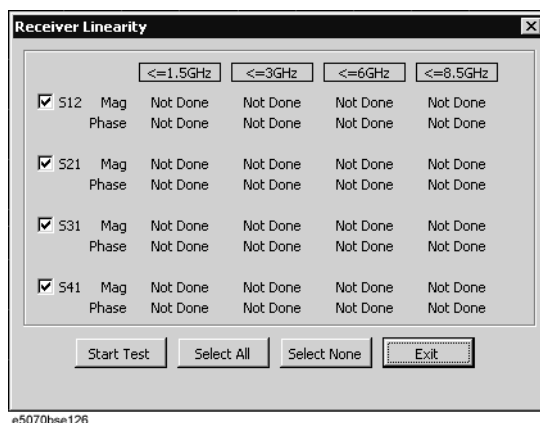 Receiver Linearity
<=1.5GHz <=3GHz <=6GHz <=8.5GHz
S12 Mag Not Done Not Done Not Done Not Done
Phase Not Done Not Done Not Done Not Done
S21 Mag Not Done Not Done Not Done Not Done
Phase Not Done Not Done Not Done Not Done
S31 Mag Not Done Not Done Not Done Not Done
Phase Not Done Not Done Not Done Not Done
S41 Mag Not Done Not Done Not Done Not Done
Phase Not Done Not Done Not Done Not Done
Start Test Select All Select None Exit
e5070bse126